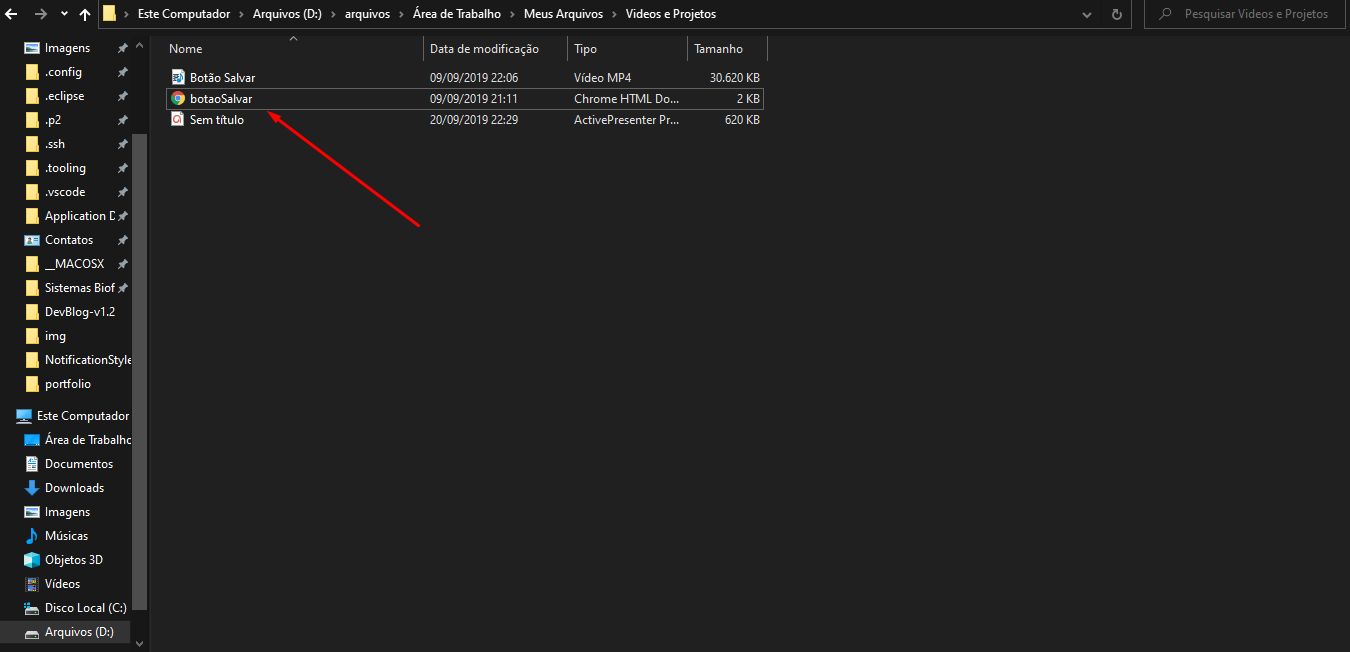 Este Computador > Arquivos (D:) > arquivos > Área de Trabalho > Meus Arquivos > Videos e Projetos
Pesquisar Videos e Projetos
Imagens
.config
.eclipse
.p2
.ssh
.tooling
.vscode
Application D
Contatos
__MACOSX
Sistemas Biof
DevBlog-v1.2
img
NotificationStyle
portfolio
Este Computador
Área de Trabalho
Documentos
Downloads
Imagens
Músicas
Objetos 3D
Vídeos
Disco Local (C:)
Arquivos (D:)
Nome Data de modificação Tipo Tamanho
Botão Salvar 09/09/2019 22:06 Vídeo MP4 30.620 KB
botaoSalvar 09/09/2019 21:11 Chrome HTML Do... 2 KB
Sem título 20/09/2019 22:29 ActivePresenter Pr... 620 KB